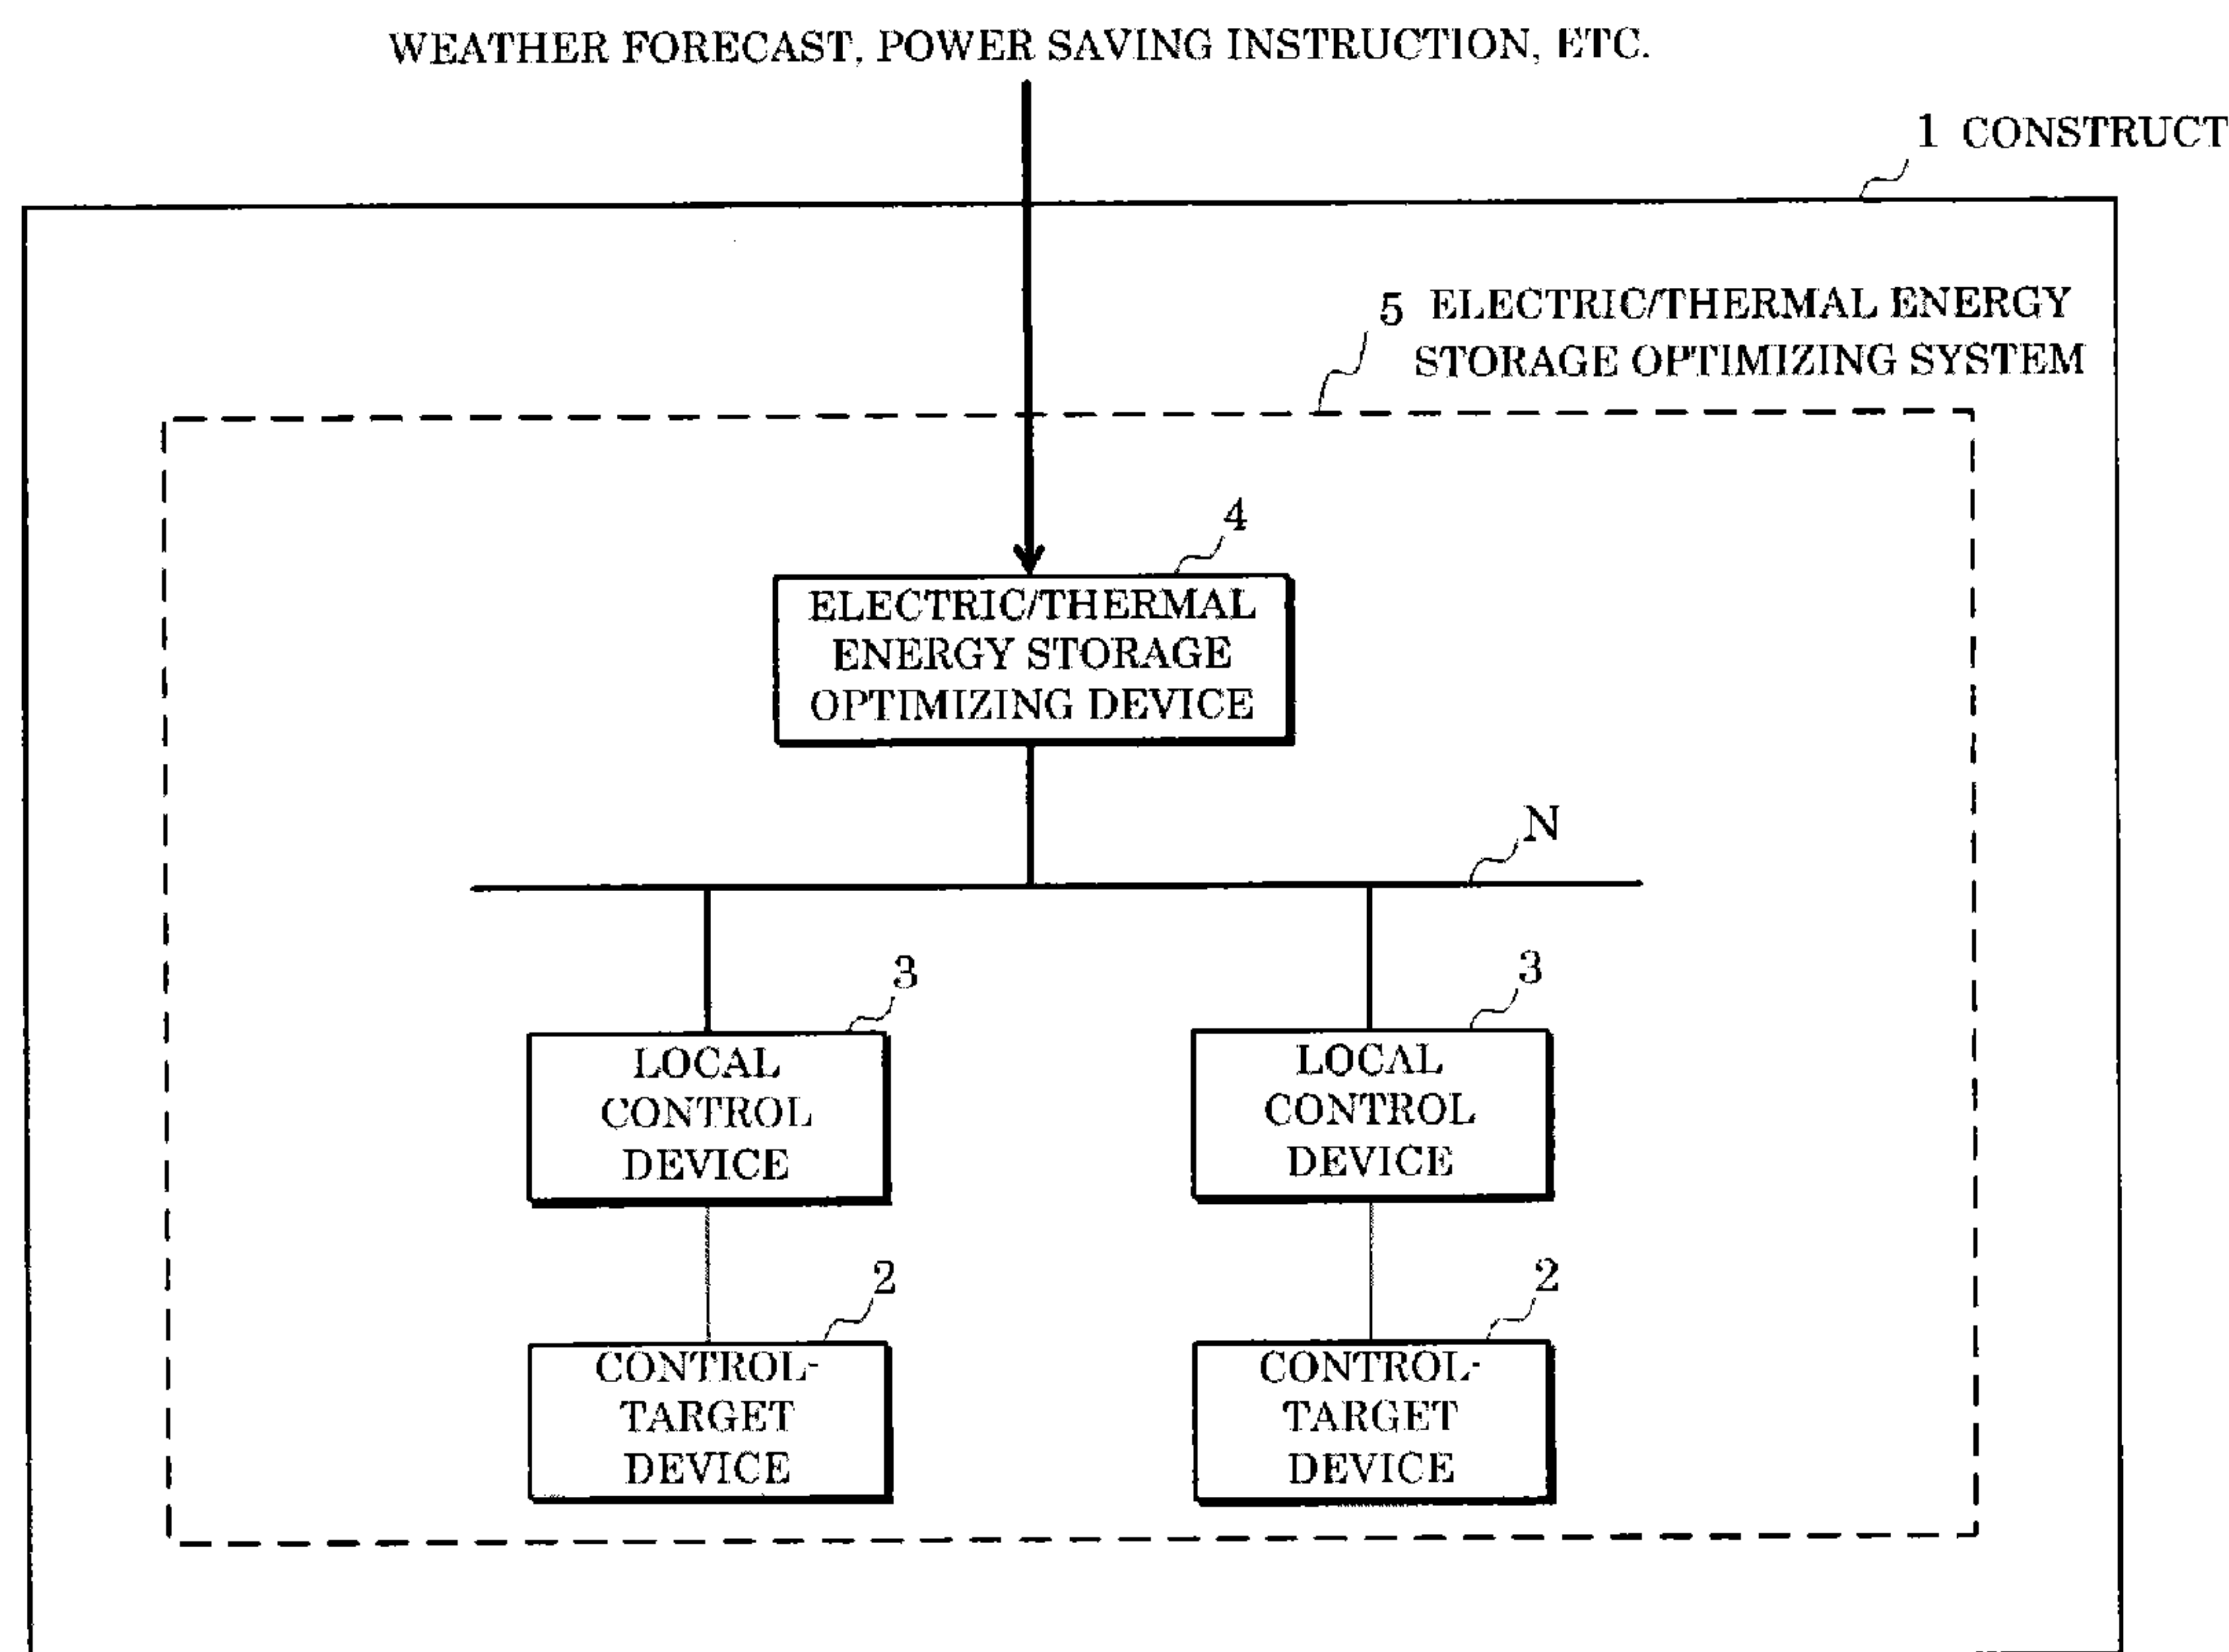 WEATHER FORECAST, POWER SAVING INSTRUCTION, ETC.
1 CONSTRUCT
5 ELECTRIC/THERMAL ENERGY
STORAGE OPTIMIZING SYSTEM
4
ELECTRIC/THERMAL
ENERGY STORAGE
OPTIMIZING DEVICE
N
3
LOCAL
CONTROL
DEVICE
3
LOCAL
CONTROL
DEVICE
2
CONTROL-
TARGET
DEVICE
2
CONTROL-
TARGET
DEVICE